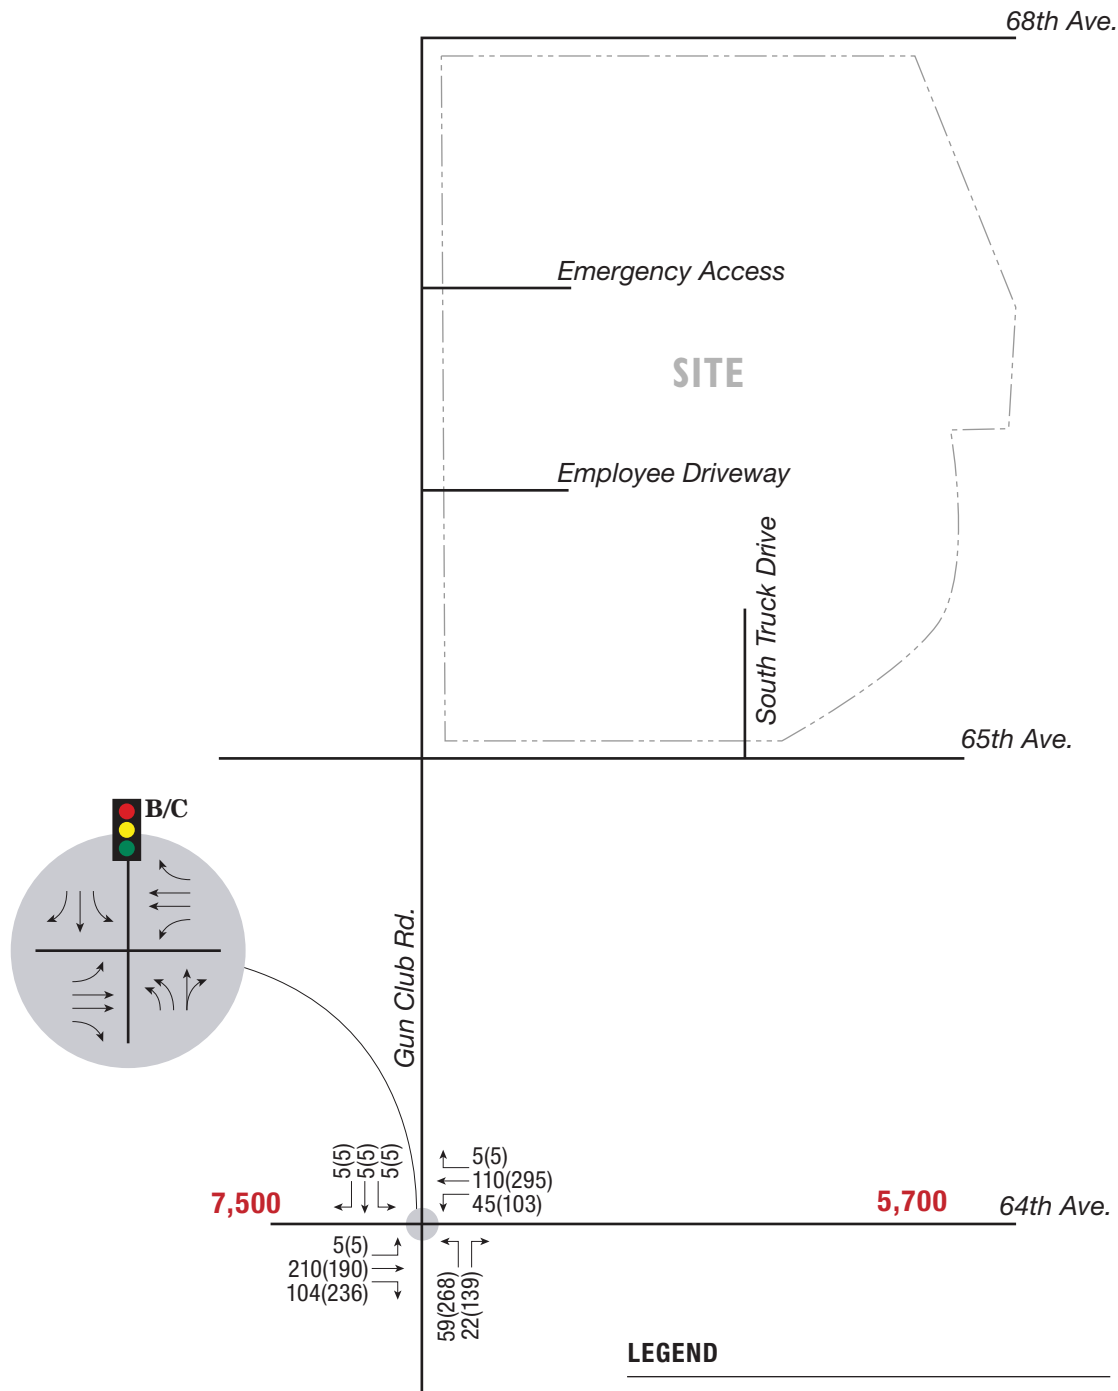 68th Ave.
Emergency Access
SITE
Employee Driveway
South Truck Drive
65th Ave.
B/C
Gun Club Rd.
5(5)
5(5)
5(5)
5(5)
110(295)
45(103)
7,500
5,700
64th Ave.
5(5)
210(190)
104(236)
59(268)
22(139)
LEGEND